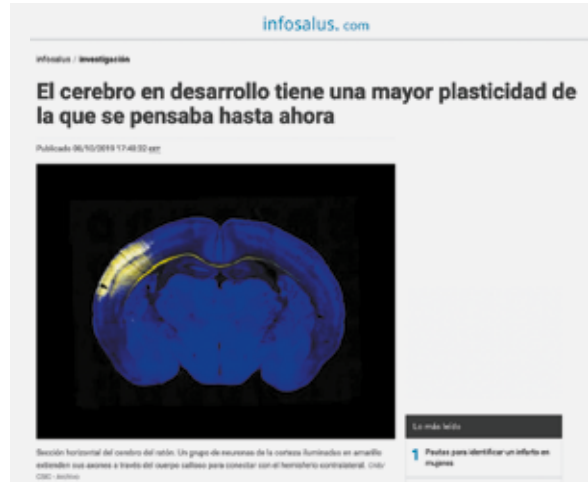 infosalus.com
infosalus / investigación
El cerebro en desarrollo tiene una mayor plasticidad de
la que se pensaba hasta ahora
Publicado 06/10/2019 17:40:32 CET
Sección horizontal del cerebro del ratón. Un grupo de neuronas de la corteza iluminadas en amarillo
extienden sus axones a través del cuerpo calloso para conectar con el hemisferio contralateral.
CSIC - Archivo
Lo más leído
1 Pautas para identificar un infarto en
mujeres